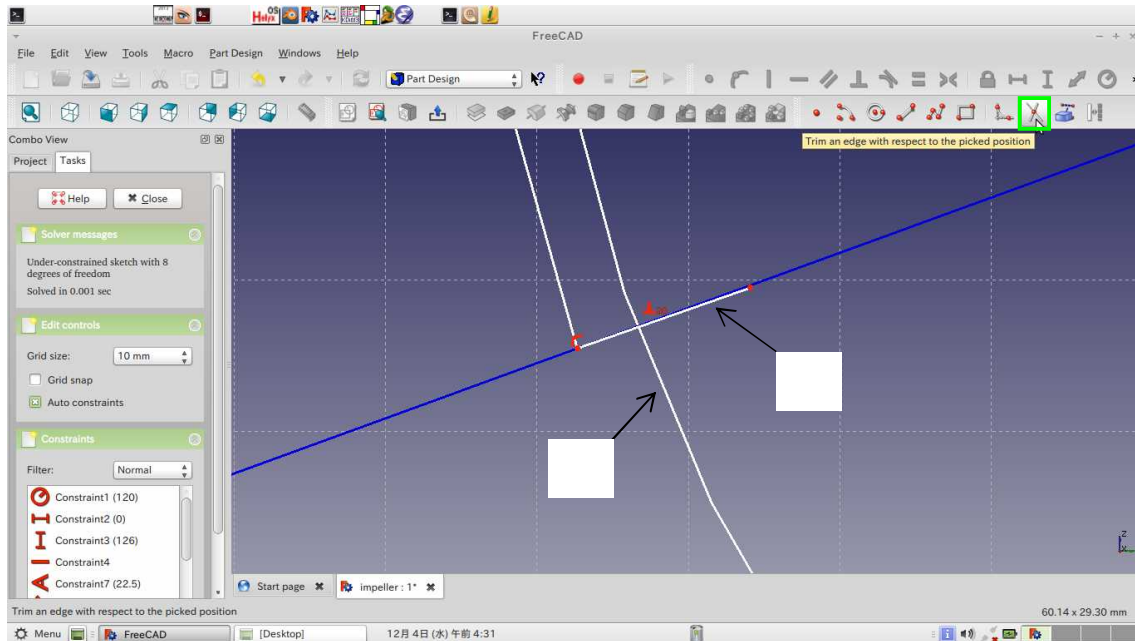 FreeCAD
File Edit View Tools Macro Part Design Windows Help
Part Design
Combo View
Trim an edge with respect to the picked position
Project Tasks
Help Close
Solver messages
Under-constrained sketch with 8
degrees of freedom
Solved in 0.001 sec
Edit controls
Grid size: 10 mm
Grid snap
Auto constraints
Constraints
Filter: Normal
Constraint1 (120)
Constraint2 (0)
Constraint3 (126)
Constraint4
Constraint7 (22.5)
z
x
Start page impeller : 1*
Trim an edge with respect to the picked position 60.14 x 29.30 mm
Menu FreeCAD [Desktop] 12月 4日 (水) 午前 4:31